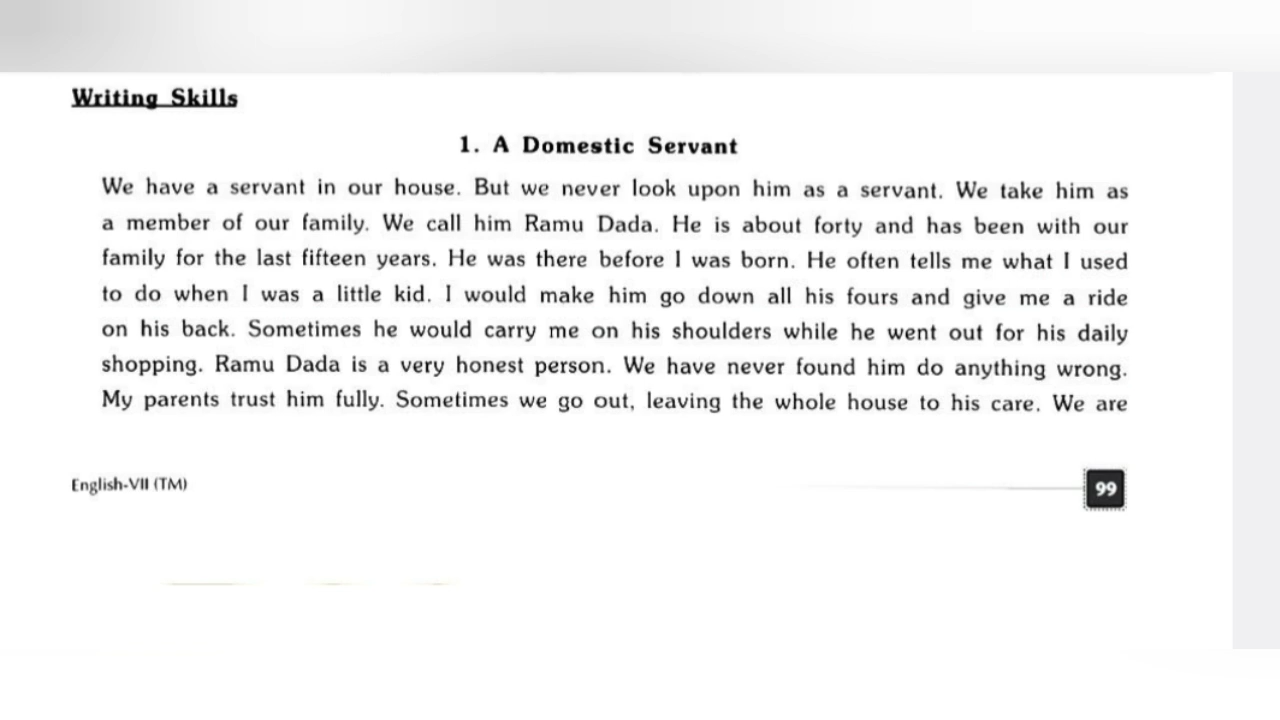 Writing Skills
1. A Domestic Servant
We have a servant in our house. But we never look upon him as a servant. We take him as
a member of our family. We call him Ramu Dada. He is about forty and has been with our
family for the last fifteen years. He was there before I was born. He often tells me what I used
to do when I was a little kid. I would make him go down all his fours and give me a ride
on his back. Sometimes he would carry me on his shoulders while he went out for his daily
shopping. Ramu Dada is a very honest person. We have never found him do anything wrong.
My parents trust him fully. Sometimes we go out, leaving the whole house to his care. We are
English-VII (TM)
99